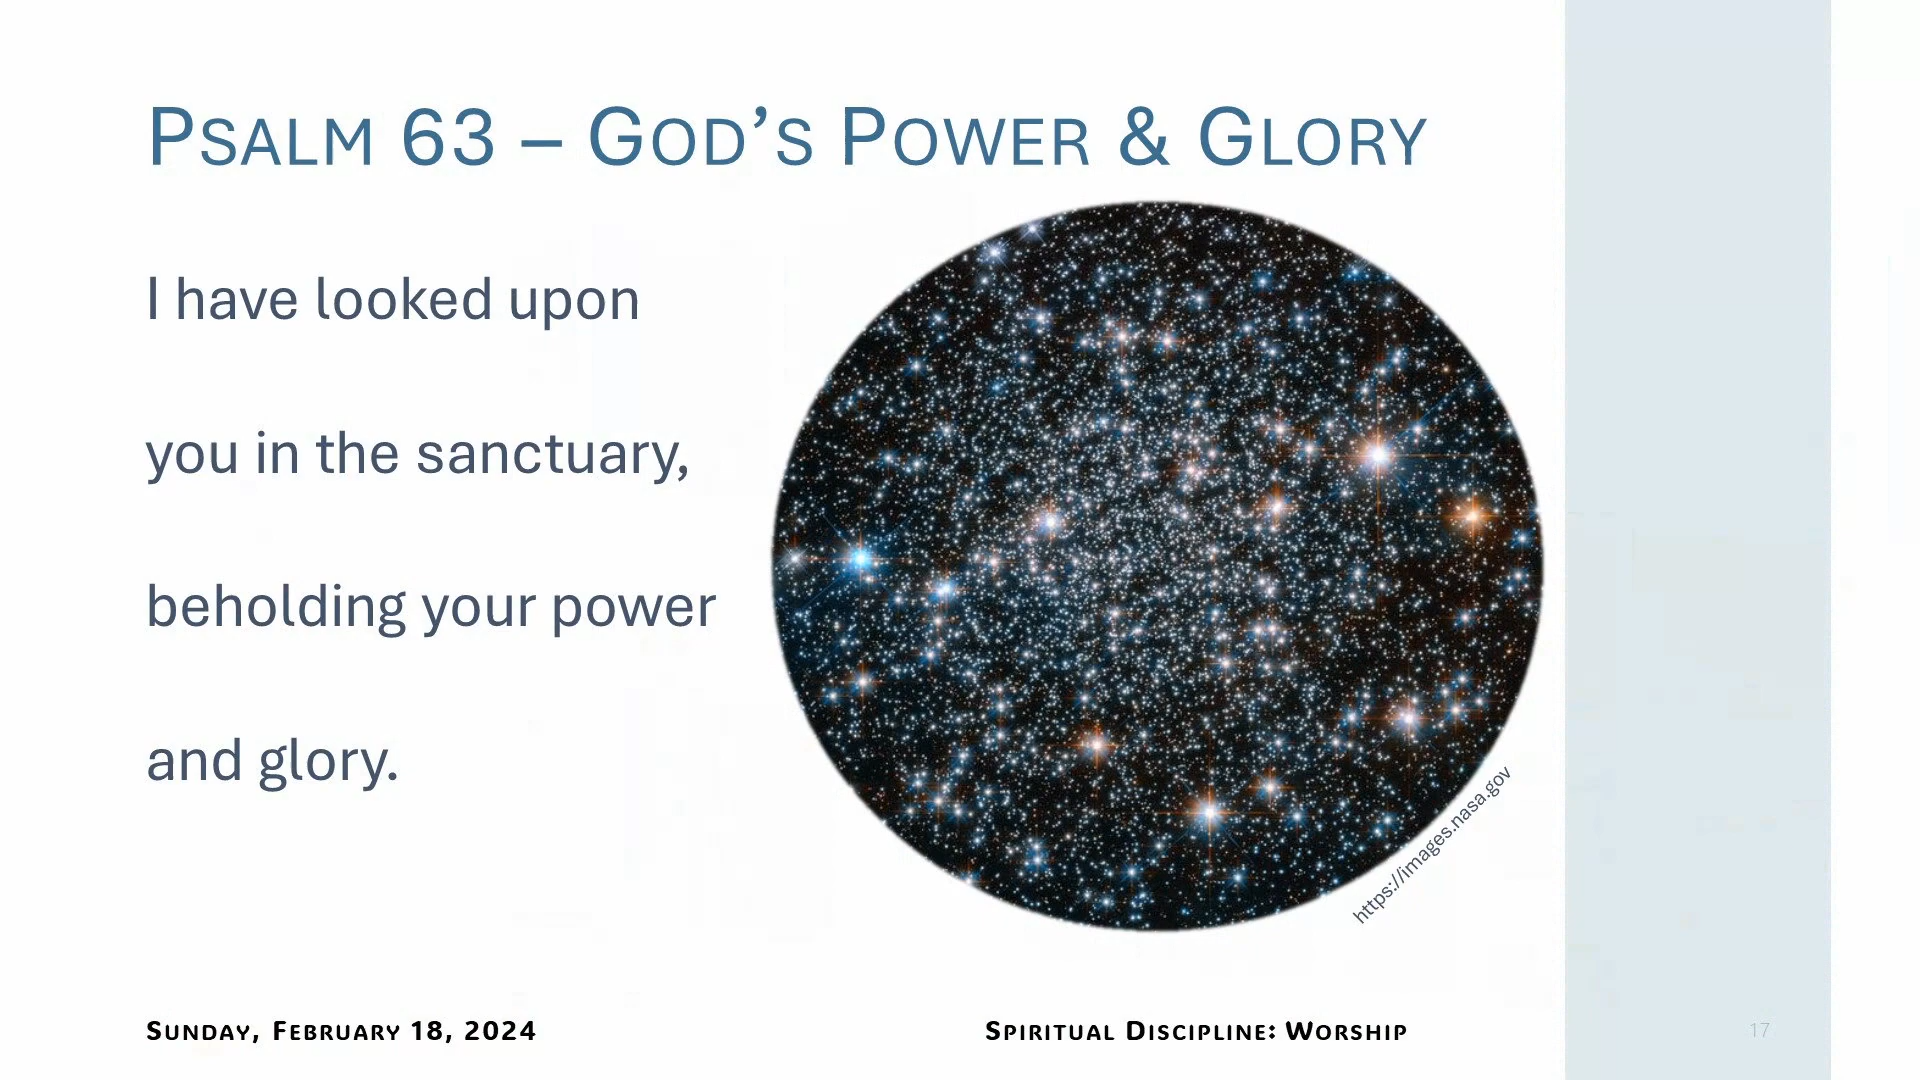 Psalm 63 – God’s Power & Glory
I have looked upon
you in the sanctuary,
beholding your power
and glory.
https://images.nasa.gov
Sunday, February 18, 2024
Spiritual Discipline: Worship
17